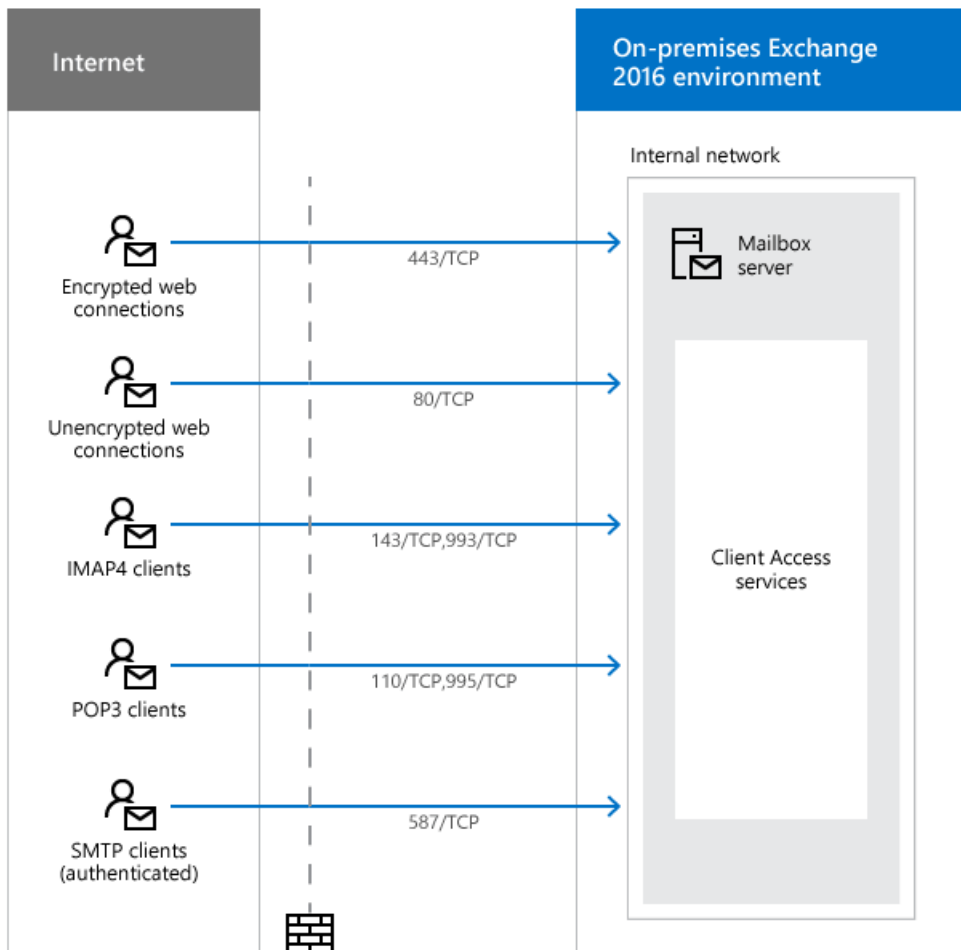 Internet
On-premises Exchange
2016 environment
Internal network
Mailbox
server
443/TCP
Encrypted web
connections
80/TCP
Unencrypted web
connections
143/TCP,993/TCP
IMAP4 clients
Client Access
services
110/TCP,995/TCP
POP3 clients
587/TCP
SMTP clients
(authenticated)